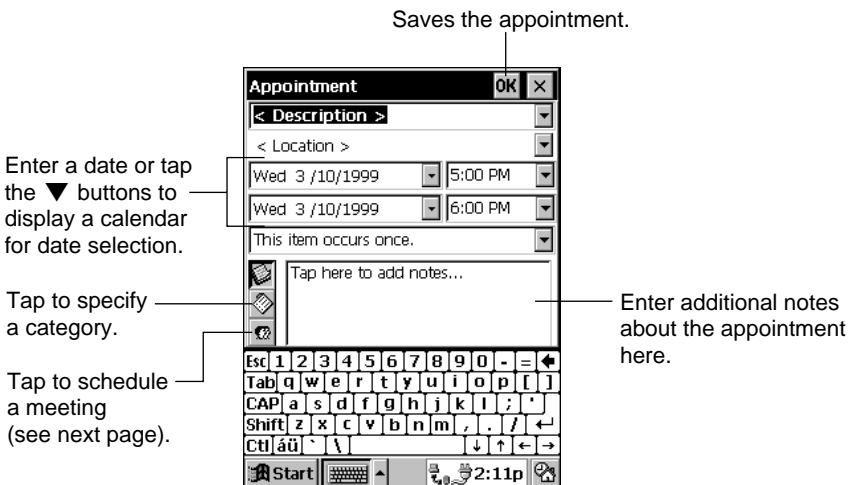 Saves the appointment.
Appointment OK ×
< Description >
< Location >
Wed 3 /10/1999 5:00 PM
Wed 3 /10/1999 6:00 PM
This item occurs once.
Tap here to add notes...
Enter a date or tap
the ▼ buttons to
display a calendar
for date selection.
Tap to specify
a category.
Tap to schedule
a meeting
(see next page).
Enter additional notes
about the appointment
here.
Esc 1 2 3 4 5 6 7 8 9 0 - = 🡄
Tab q w e r t y u i o p [ ]
CAP a s d f g h j k l ; '
Shift z x c v b n m , . / ↵
Ctl áü ` \ ↓ ↑ ← →
Start 2:11p